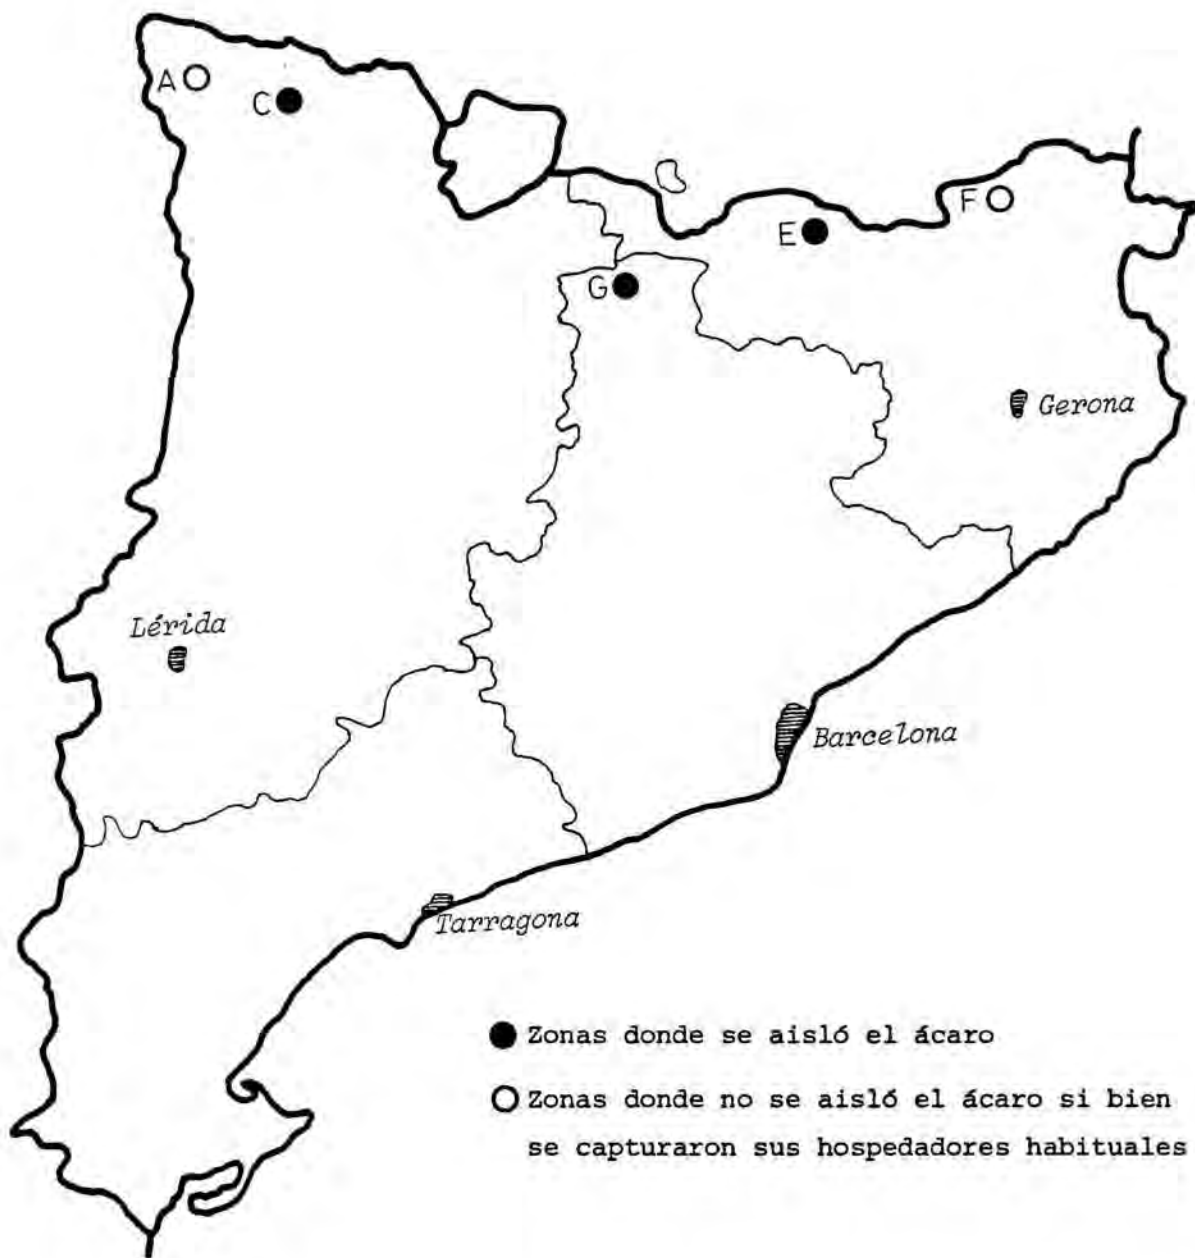 A
C
F
E
G
Gerona
Lérida
Barcelona
Tarragona
Zonas donde se aisló el ácaro
Zonas donde no se aisló el ácaro si bien
se capturaron sus hospedadores habituales